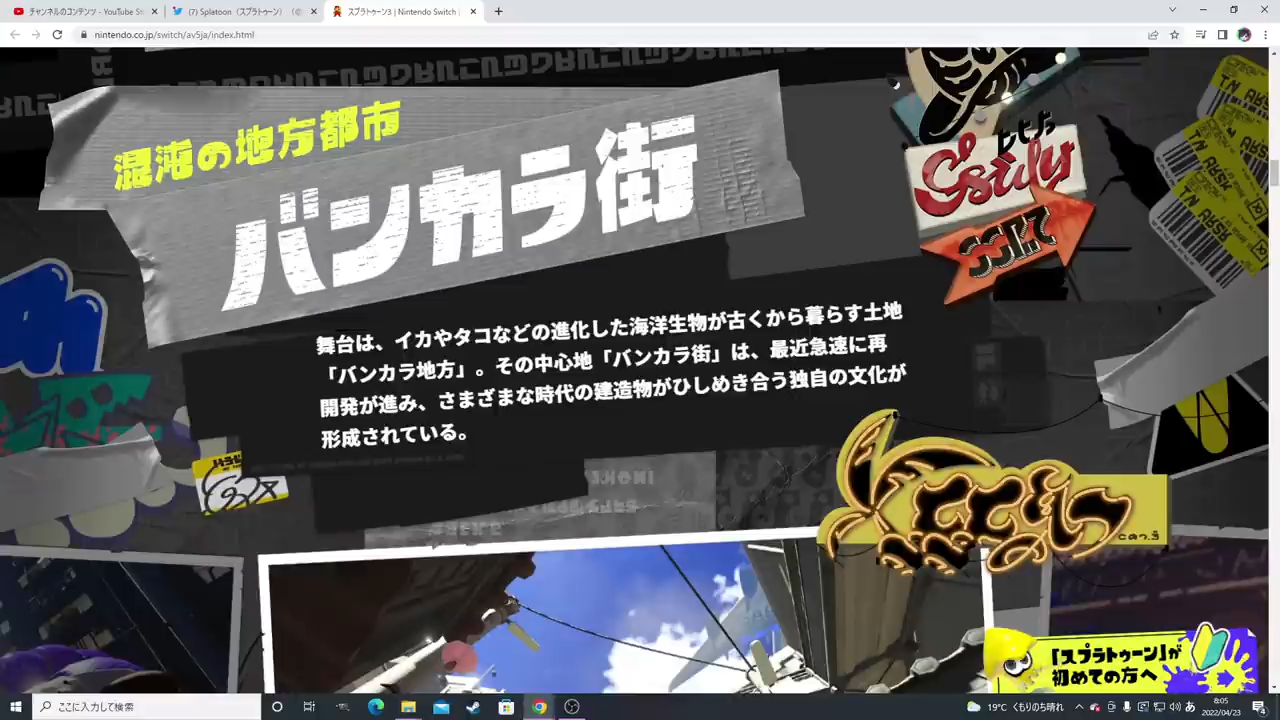 チャンネルのコンテンツ - YouTube St
(7) Splatoon（スプラトゥーン）（@
スプラトゥーン3 | Nintendo Switch |
nintendo.co.jp/switch/av5ja/index.html
混沌の地方都市
バンカラ街
舞台は、イカやタコなどの進化した海洋生物が古くから暮らす土地
「バンカラ地方」。その中心地「バンカラ街」は、最近急速に再
開発が進み、さまざまな時代の建造物がひしめき合う独自の文化が
形成されている。
「スプラトゥーン」が
初めての方へ
ここに入力して検索
19℃ くもりのち晴れ
あ
8:05
2022/04/23